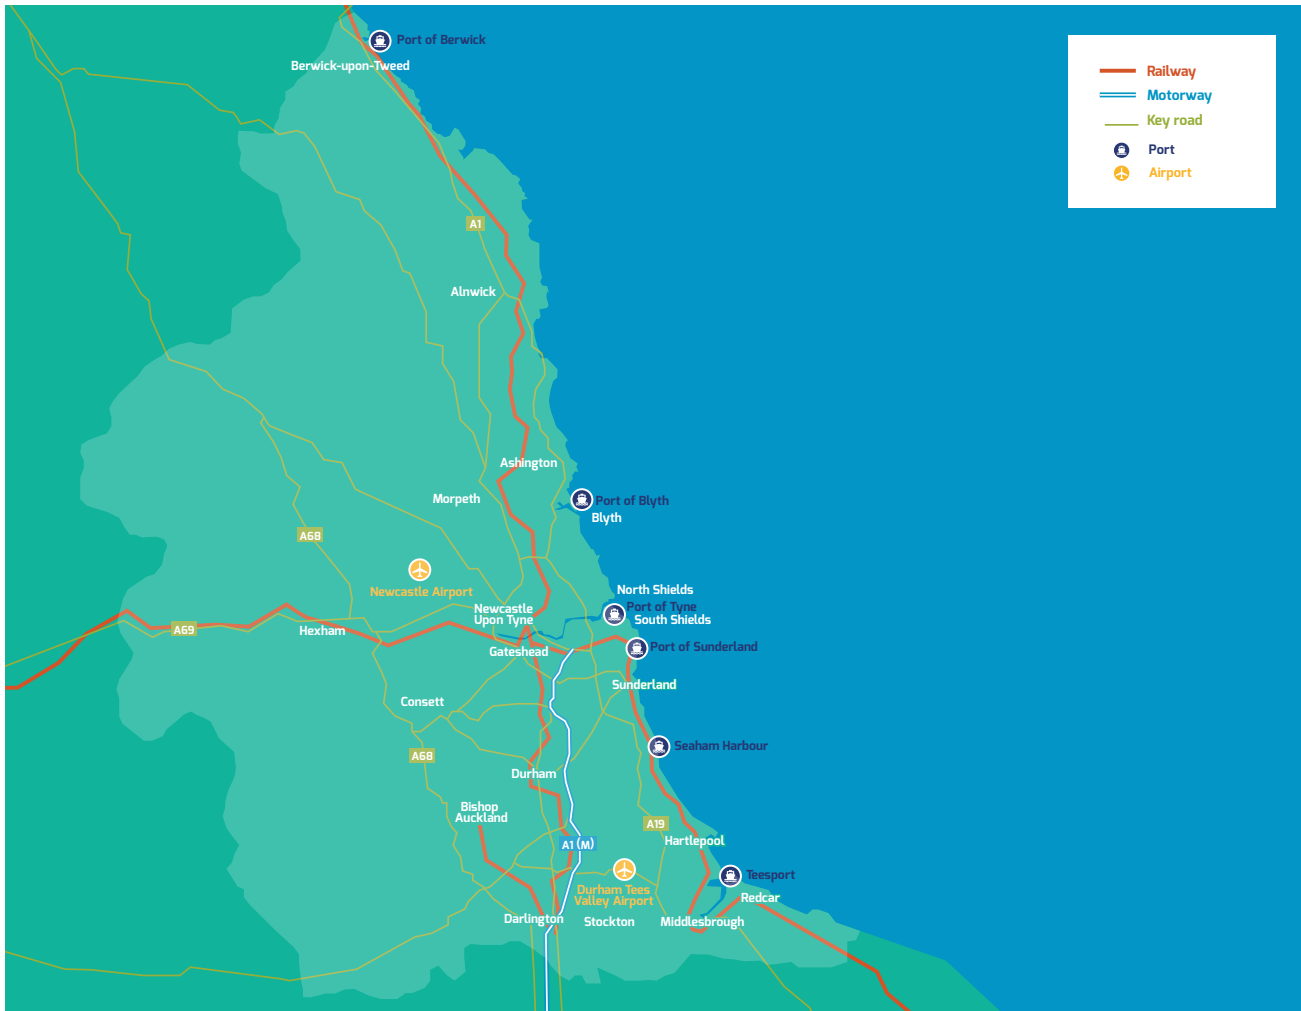 Port of Berwick
Berwick-upon-Tweed
Railway
Motorway
Key road
Port
Airport
A1
Alnwick
Ashington
Morpeth
Port of Blyth
Blyth
A68
Newcastle Airport
North Shields
Port of Tyne
South Shields
Newcastle
Upon Tyne
A69
Hexham
Gateshead
Port of Sunderland
Sunderland
Consett
Seaham Harbour
A68
Durham
Bishop
Auckland
A19
A1 (M)
Hartlepool
Teesport
Durham Tees
Valley Airport
Redcar
Darlington
Stockton
Middlesbrough